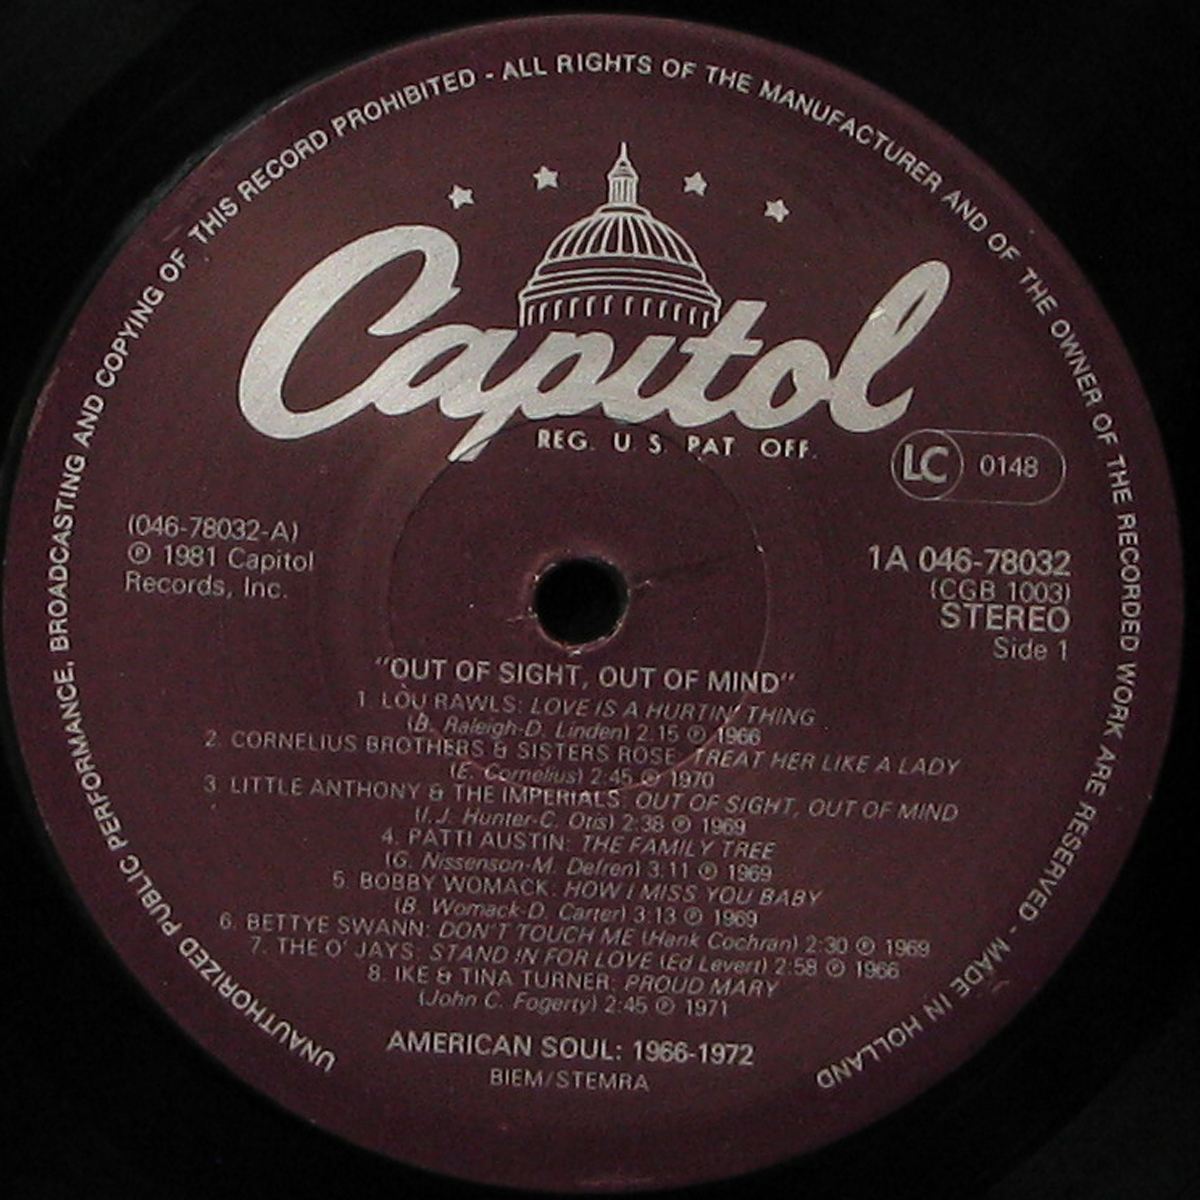 UNAUTHORIZED PUBLIC PERFORMANCE, BROADCASTING AND COPYING OF THIS RECORD PROHIBITED - ALL RIGHTS OF THE MANUFACTURER AND OF THE OWNER OF THE RECORDED WORK ARE RESERVED - MADE IN HOLLAND
Capitol
REG. U.S. PAT. OFF.
LC 0148
(046-78032-A)
℗ 1981 Capitol
Records, Inc.
1A 046-78032
(CGB 1003)
STEREO
Side 1
"OUT OF SIGHT, OUT OF MIND"
1. LOU RAWLS: LOVE IS A HURTIN' THING
(B. Raleigh-D. Linden) 2.15 ℗ 1966
2. CORNELIUS BROTHERS & SISTERS ROSE: TREAT HER LIKE A LADY
(E. Cornelius) 2:45 ℗ 1970
3. LITTLE ANTHONY & THE IMPERIALS: OUT OF SIGHT, OUT OF MIND
(I.J. Hunter-C. Otis) 2:38 ℗ 1969
4. PATTI AUSTIN: THE FAMILY TREE
(G. Nissenson-M. Defren) 3:11 ℗ 1969
5. BOBBY WOMACK: HOW I MISS YOU BABY
(B. Womack-D. Carter) 3:13 ℗ 1969
6. BETTYE SWANN: DON'T TOUCH ME (Hank Cochran) 2:30 ℗ 1969
7. THE O' JAYS: STAND IN FOR LOVE (Ed Levert) 2:58 ℗ 1966
8. IKE & TINA TURNER: PROUD MARY
(John C. Fogerty) 2:45 ℗ 1971
AMERICAN SOUL: 1966-1972
BIEM/STEMRA